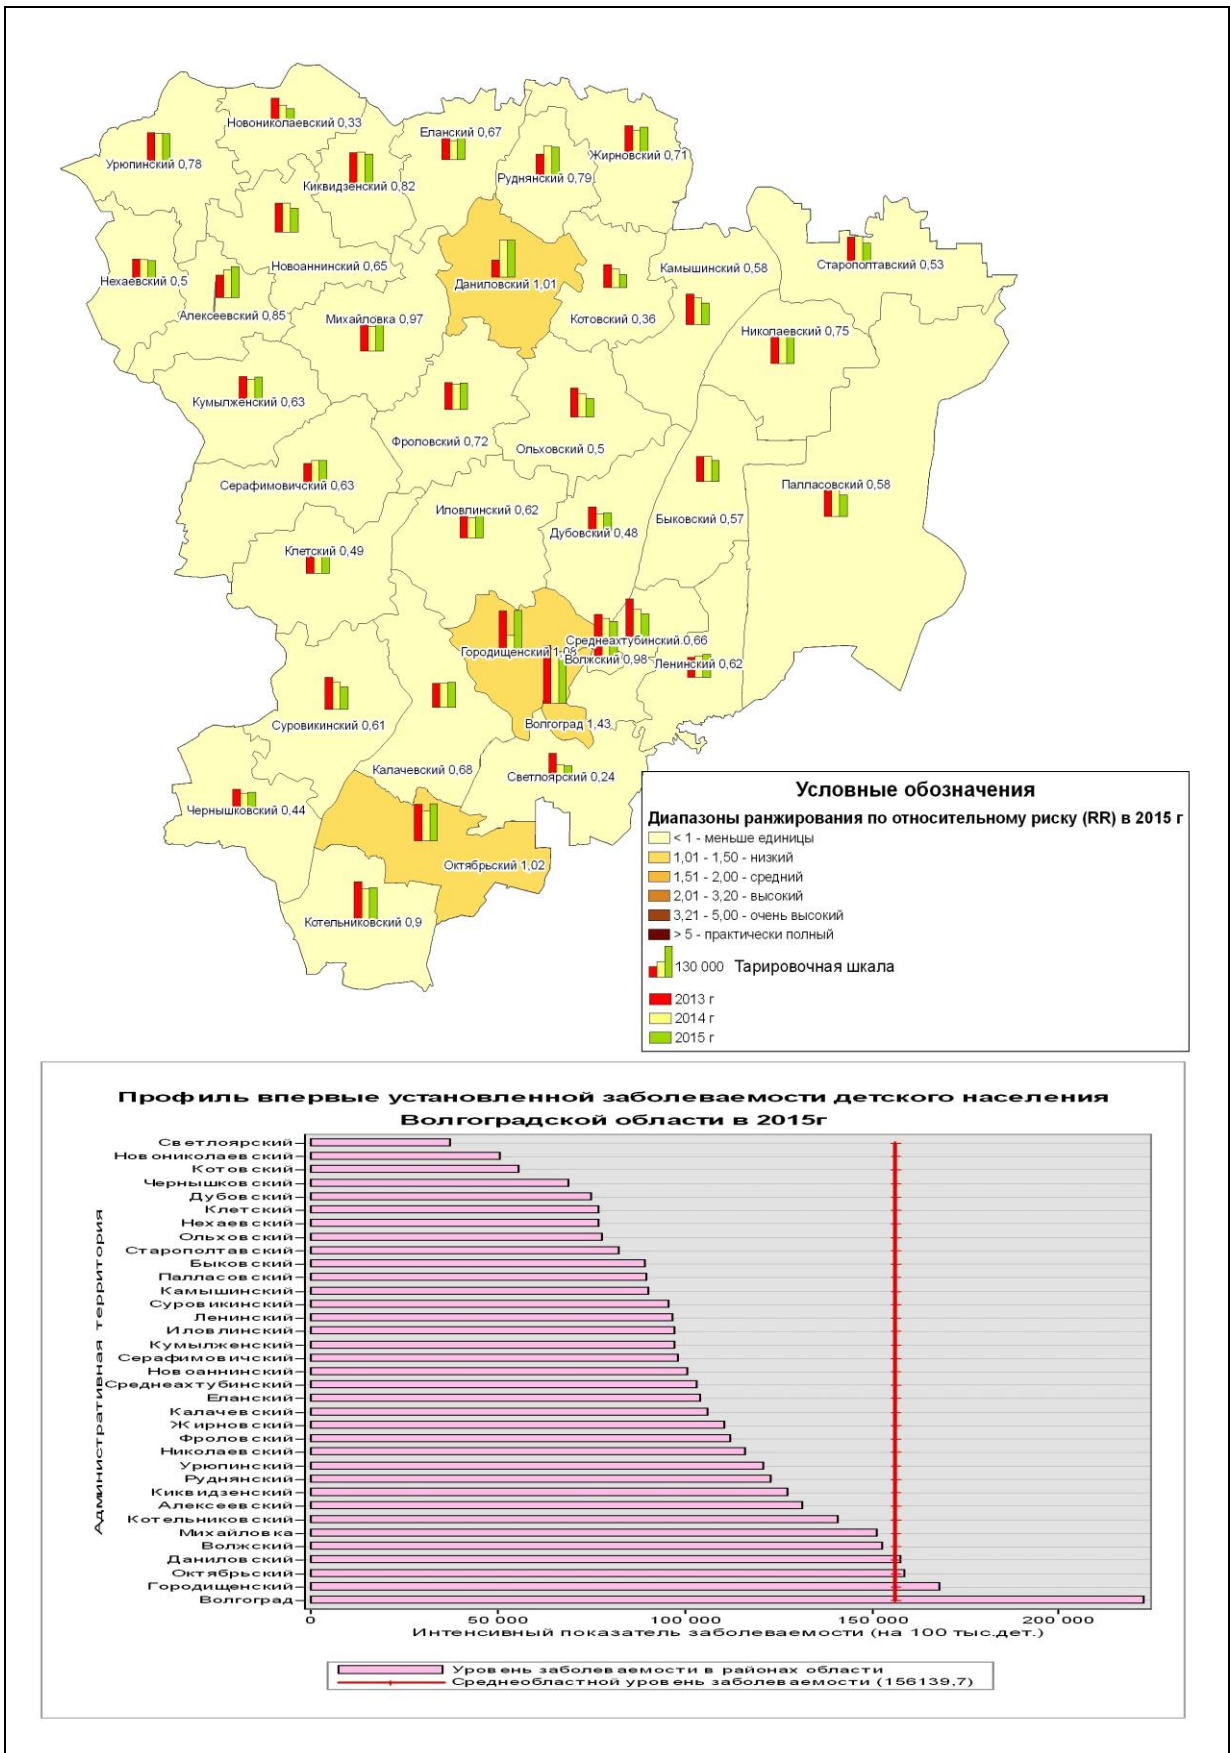 Новониколаевский 0,33
Еланский 0,67
Урюпинский 0,78
Жирновский 0,71
Киквидзенский 0,82
Руднянский 0,79
Новоаннинский 0,65
Камышинский 0,58
Старополтавский 0,53
Нехаевский 0,5
Даниловский 1,01
Алексеевский 0,85
Михайловка 0,97
Котовский 0,36
Николаевский 0,75
Кумылженский 0,63
Фроловский 0,72
Ольховский 0,5
Серафимовичский 0,63
Палласовский 0,58
Иловлинский 0,62
Быковский 0,57
Дубовский 0,48
Клетский 0,49
Среднеахтубинский 0,66
Городищенский 1,08
Волжский 0,98
Ленинский 0,62
Суровикинский 0,61
Волгоград 1,43
Калачевский 0,68
Светлоярский 0,24
Чернышковский 0,44
Октябрьский 1,02
Котельниковский 0,9
Условные обозначения
Диапазоны ранжирования по относительному риску (RR) в 2015 г
< 1 - меньше единицы
1,01 - 1,50 - низкий
1,51 - 2,00 - средний
2,01 - 3,20 - высокий
3,21 - 5,00 - очень высокий
> 5 - практически полный
130 000 Тарировочная шкала
2013 г
2014 г
2015 г
Профиль впервые установленной заболеваемости детского населения
Волгоградской области в 2015г
Административная территория
Светлоярский
Новониколаевский
Котовский
Чернышковский
Дубовский
Клетский
Нехаевский
Ольховский
Старополтавский
Быковский
Палласовский
Камышинский
Суровикинский
Ленинский
Иловлинский
Кумылженский
Серафимовичский
Новоаннинский
Среднеахтубинский
Еланский
Калачевский
Жирновский
Фроловский
Николаевский
Урюпинский
Руднянский
Киквидзенский
Алексеевский
Котельниковский
Михайловка
Волжский
Даниловский
Октябрьский
Городищенский
Волгоград
0 50 000 100 000 150 000 200 000
Интенсивный показатель заболеваемости (на 100 тыс.дет.)
Уровень заболеваемости в районах области
Среднеобластной уровень заболеваемости (156139,7)